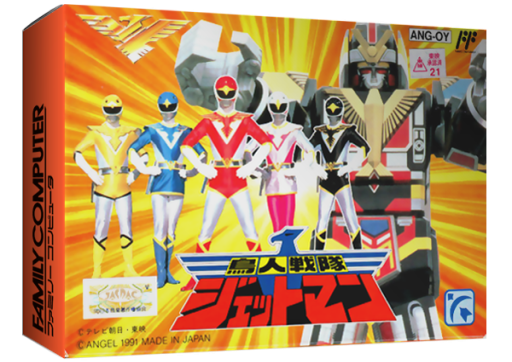 FAMILY COMPUTER
ファミリー コンピュータ
ANG-OY
21
鳥人戦隊
ジェットマン
©テレビ朝日・東映
©ANGEL 1991 MADE IN JAPAN